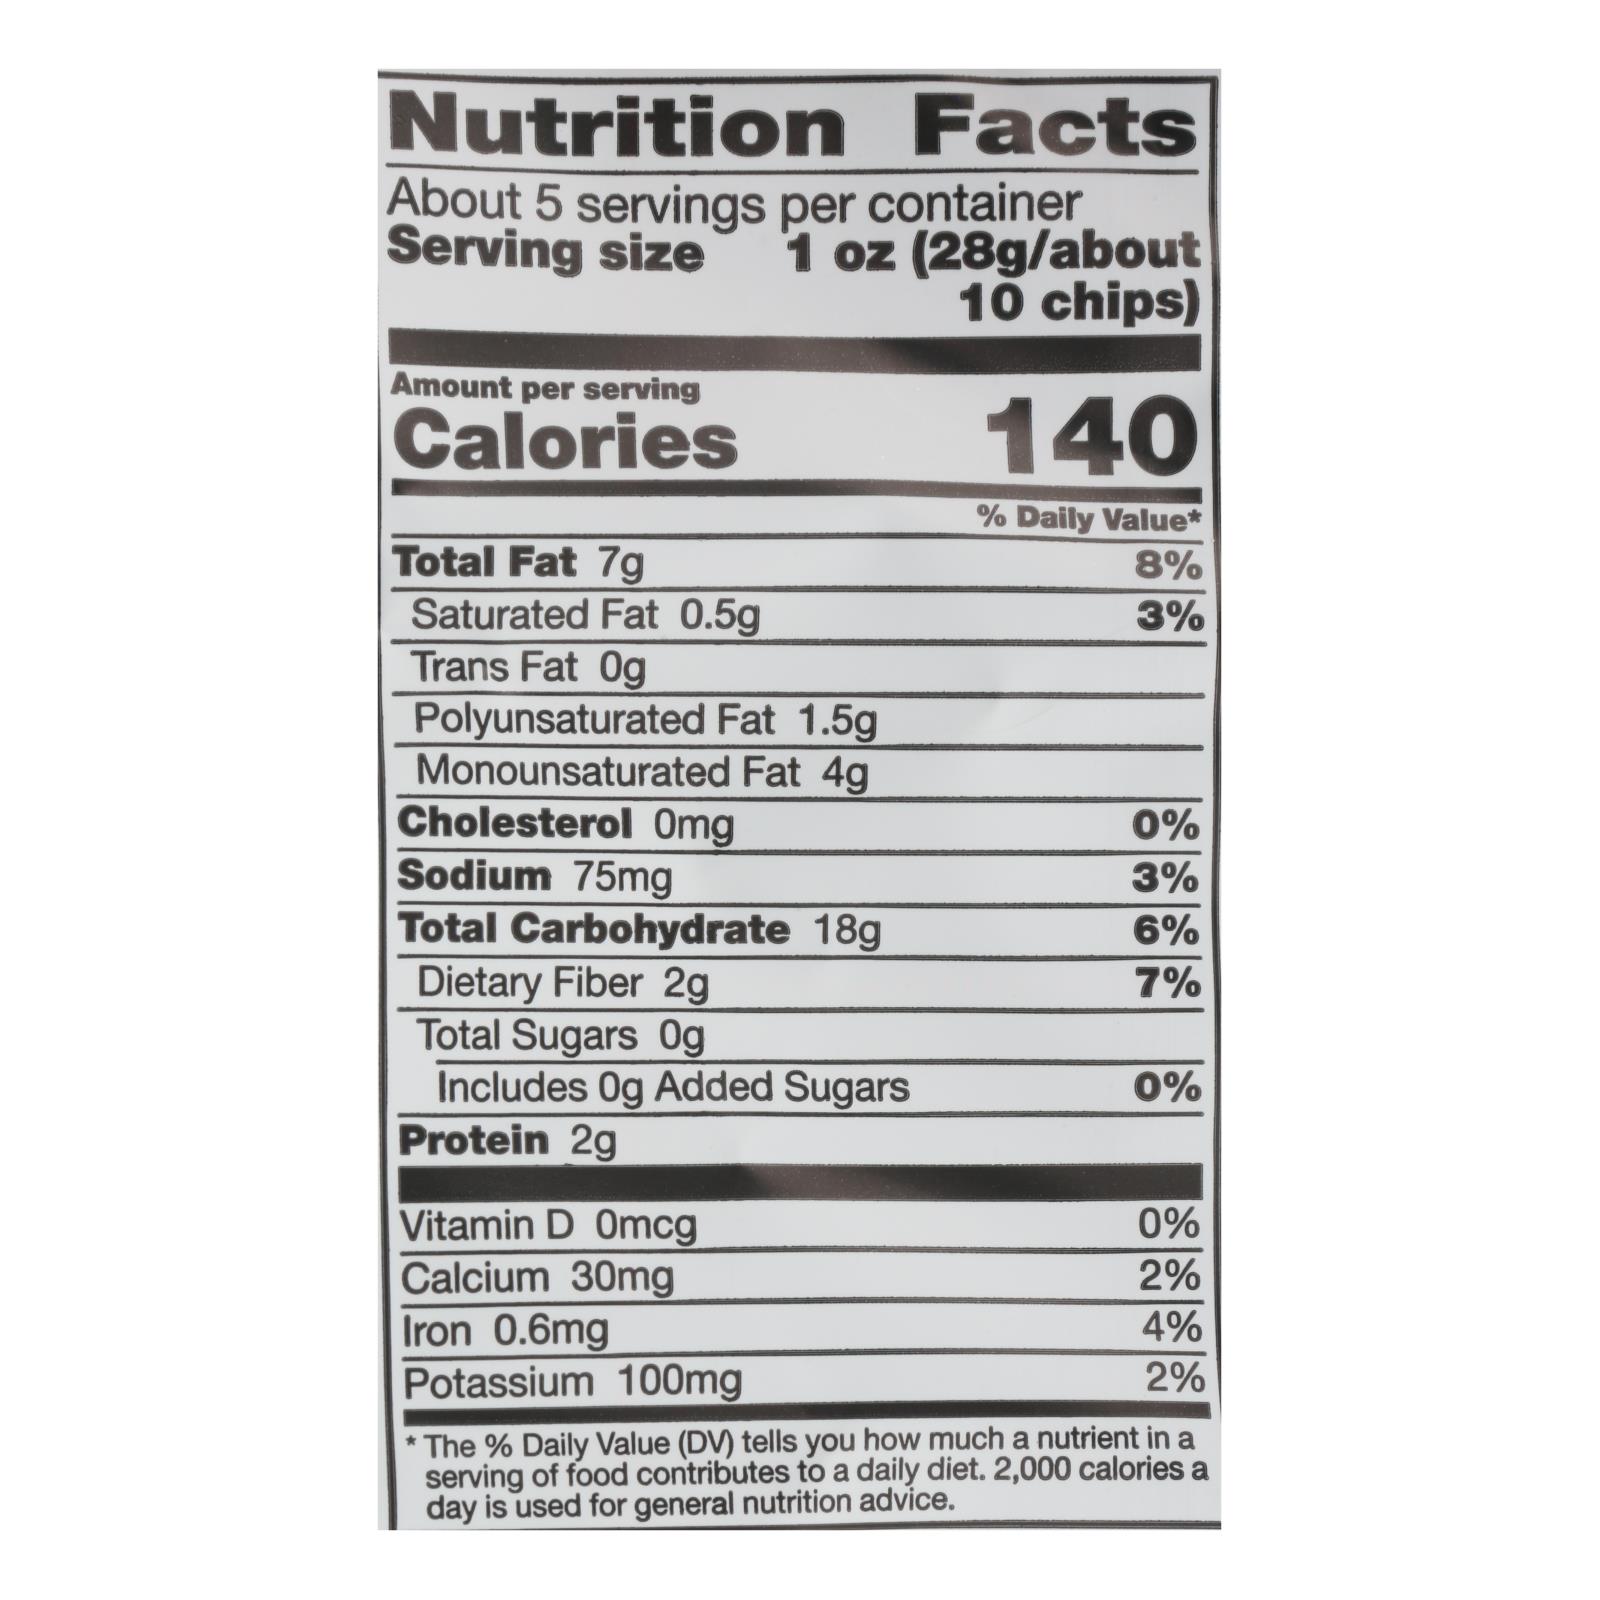 Nutrition Facts
About 5 servings per container
Serving size 1 oz (28g/about
10 chips)
Amount per serving
Calories 140
% Daily Value*
Total Fat 7g 8%
Saturated Fat 0.5g 3%
Trans Fat 0g
Polyunsaturated Fat 1.5g
Monounsaturated Fat 4g
Cholesterol 0mg 0%
Sodium 75mg 3%
Total Carbohydrate 18g 6%
Dietary Fiber 2g 7%
Total Sugars 0g
Includes 0g Added Sugars 0%
Protein 2g
Vitamin D 0mcg 0%
Calcium 30mg 2%
Iron 0.6mg 4%
Potassium 100mg 2%
* The % Daily Value (DV) tells you how much a nutrient in a
serving of food contributes to a daily diet. 2,000 calories a
day is used for general nutrition advice.